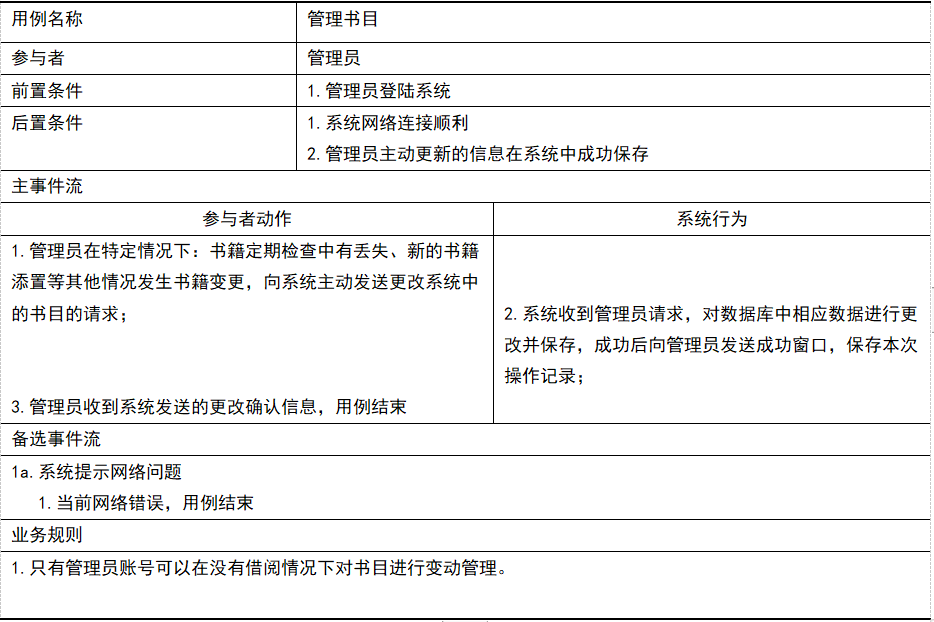 用例名称 管理书目
参与者 管理员
前置条件 1.管理员登陆系统
后置条件 1.系统网络连接顺利
2.管理员主动更新的信息在系统中成功保存
主事件流
参与者动作 系统行为
1.管理员在特定情况下：书籍定期检查中有丢失、新的书籍
添置等其他情况发生书籍变更，向系统主动发送更改系统中
的书目的请求；
2.系统收到管理员请求，对数据库中相应数据进行更
改并保存，成功后向管理员发送成功窗口，保存本次
操作记录；
3.管理员收到系统发送的更改确认信息，用例结束
备选事件流
1a.系统提示网络问题
1.当前网络错误，用例结束
业务规则
1.只有管理员账号可以在没有借阅情况下对书目进行变动管理。